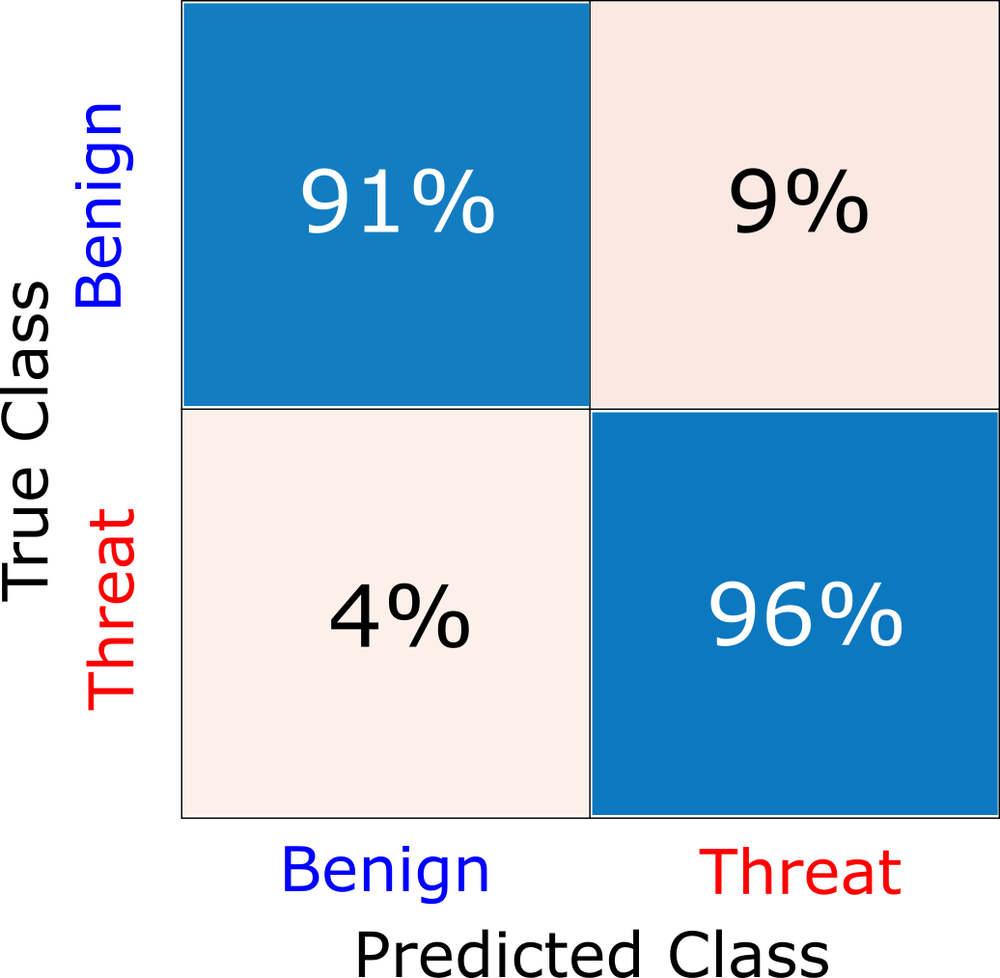 True Class
Benign
91%
9%
Threat
4%
96%
Benign
Threat
Predicted Class